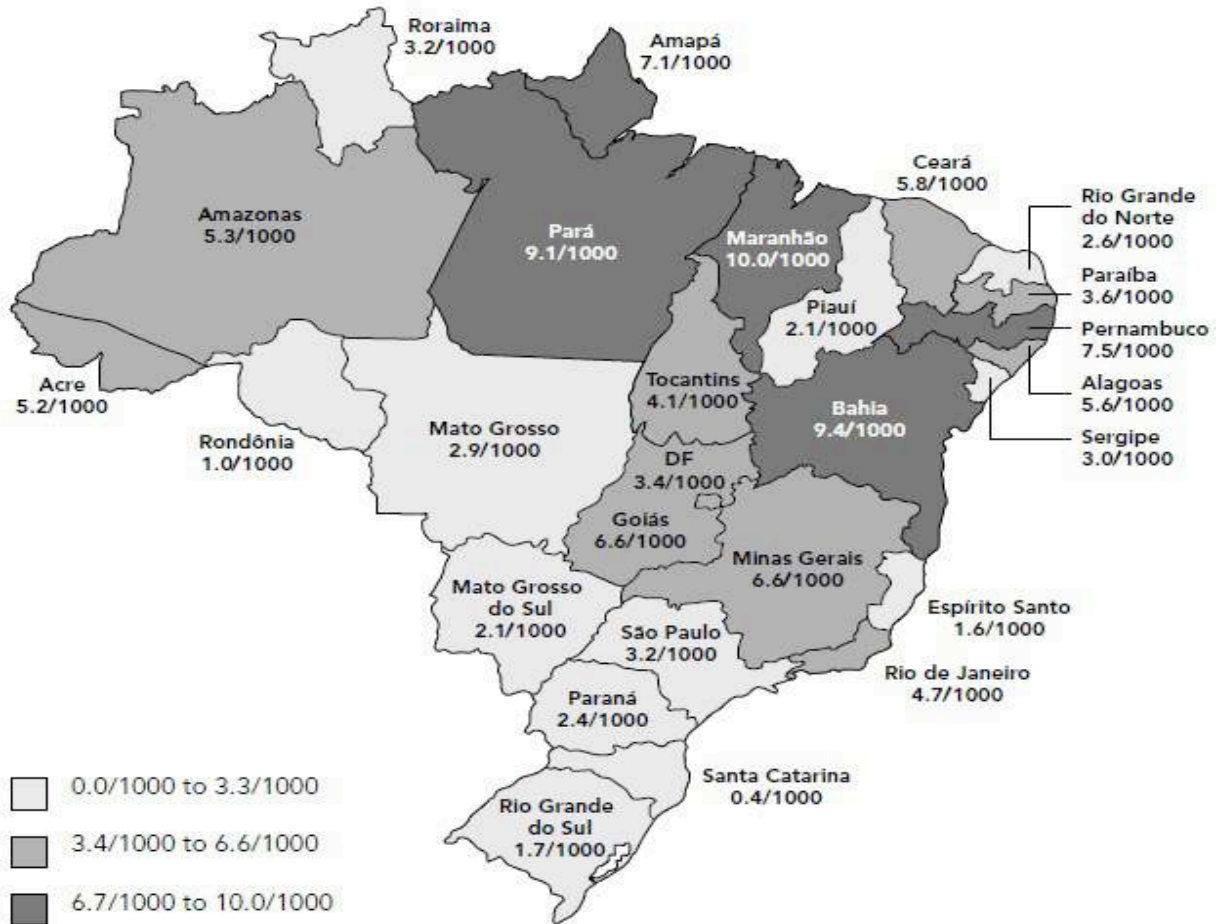 Roraima
3.2/1000
Amapá
7.1/1000
Ceará
5.8/1000
Rio Grande
do Norte
2.6/1000
Amazonas
5.3/1000
Pará
9.1/1000
Maranhão
10.0/1000
Paraíba
3.6/1000
Piauí
2.1/1000
Pernambuco
7.5/1000
Acre
5.2/1000
Tocantins
4.1/1000
Alagoas
5.6/1000
Bahia
9.4/1000
Rondônia
1.0/1000
Mato Grosso
2.9/1000
Sergipe
3.0/1000
DF
3.4/1000
Goiás
6.6/1000
Minas Gerais
6.6/1000
Mato Grosso
do Sul
2.1/1000
Espírito Santo
1.6/1000
São Paulo
3.2/1000
Rio de Janeiro
4.7/1000
Paraná
2.4/1000
Santa Catarina
0.4/1000
Rio Grande
do Sul
1.7/1000
0.0/1000 to 3.3/1000
3.4/1000 to 6.6/1000
6.7/1000 to 10.0/1000